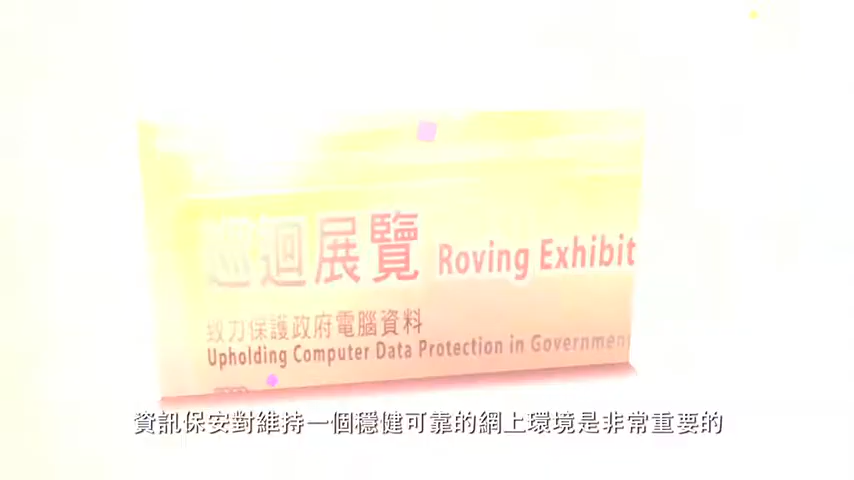 巡迴展覽 Roving Exhibit
致力保護政府電腦資料
Upholding Computer Data Protection in Government
資訊保安對維持一個穩健可靠的網上環境是非常重要的